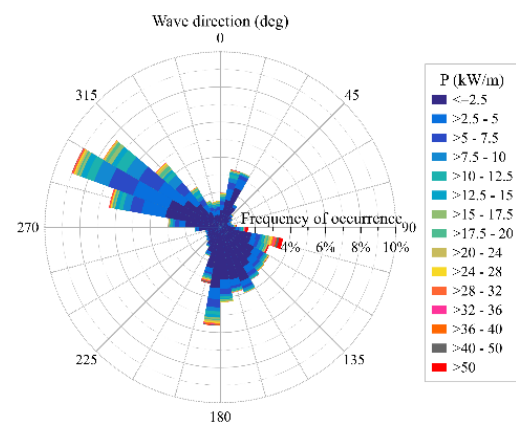 Wave direction (deg)
0
45
315
Frequency of occurrence
270
90
4% 6% 8% 10%
225
135
180
P (kW/m)
<=2.5
>2.5 - 5
>5 - 7.5
>7.5 - 10
>10 - 12.5
>12.5 - 15
>15 - 17.5
>17.5 - 20
>20 - 24
>24 - 28
>28 - 32
>32 - 36
>36 - 40
>40 - 50
>50